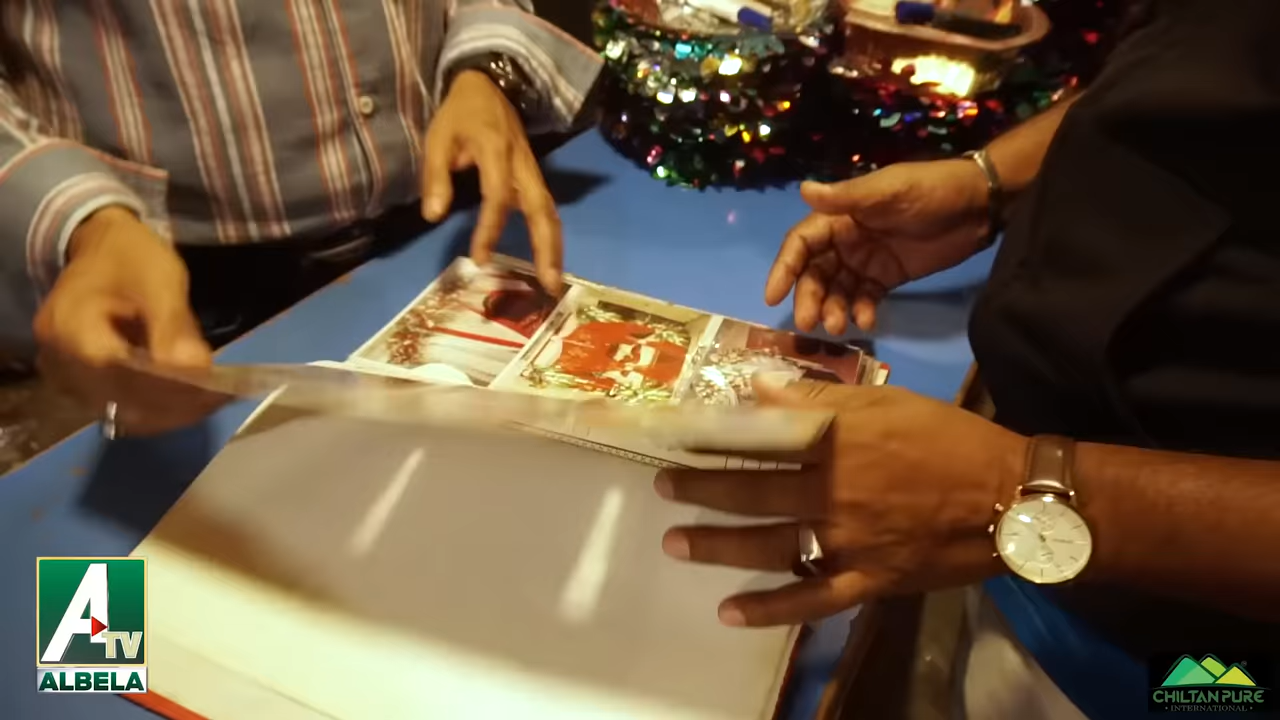 A
TV
ALBELA
CHILTAN PURE
• INTERNATIONAL •